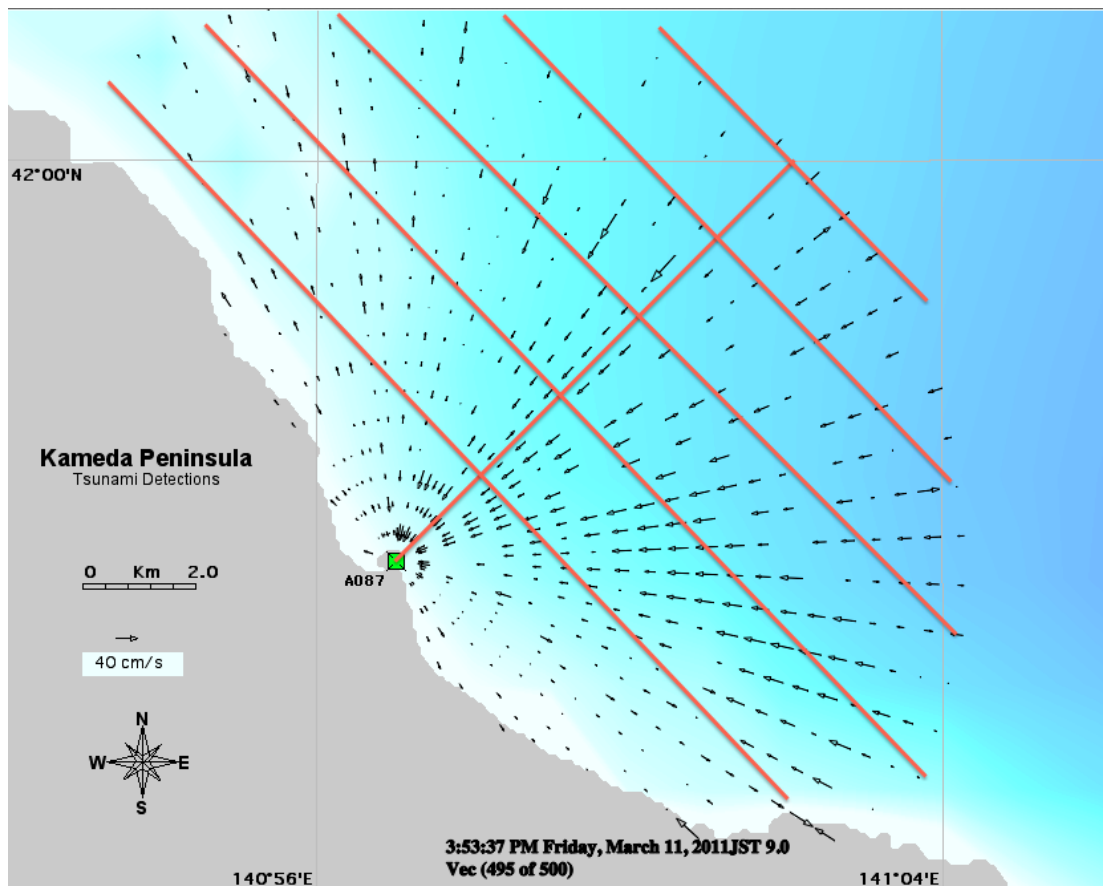 42°00'N
Kameda Peninsula
Tsunami Detections
0 Km 2.0
A087
40 cm/s
N
W E
S
3:53:37 PM Friday, March 11, 2011JST 9.0
Vec (495 of 500)
140°56'E
141°04'E